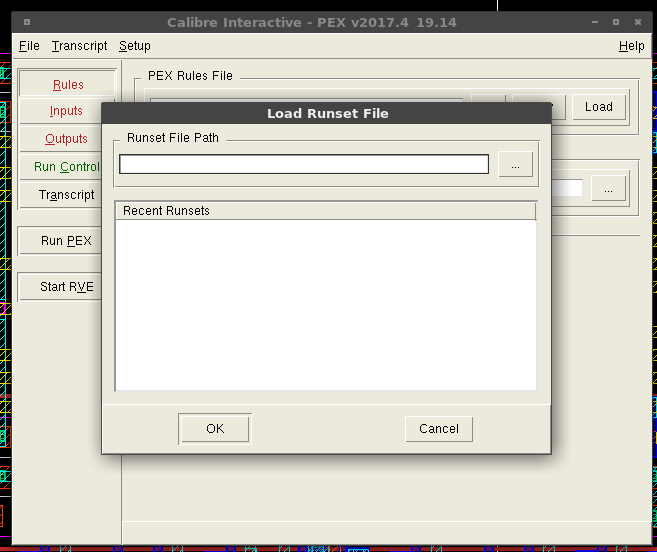 Calibre Interactive - PEX v2017.4 19.14
File Transcript Setup Help
Rules
Inputs
Outputs
Run Control
Transcript
Run PEX
Start RVE
PEX Rules File
Load
...
Load Runset File
Runset File Path
...
Recent Runsets
OK Cancel